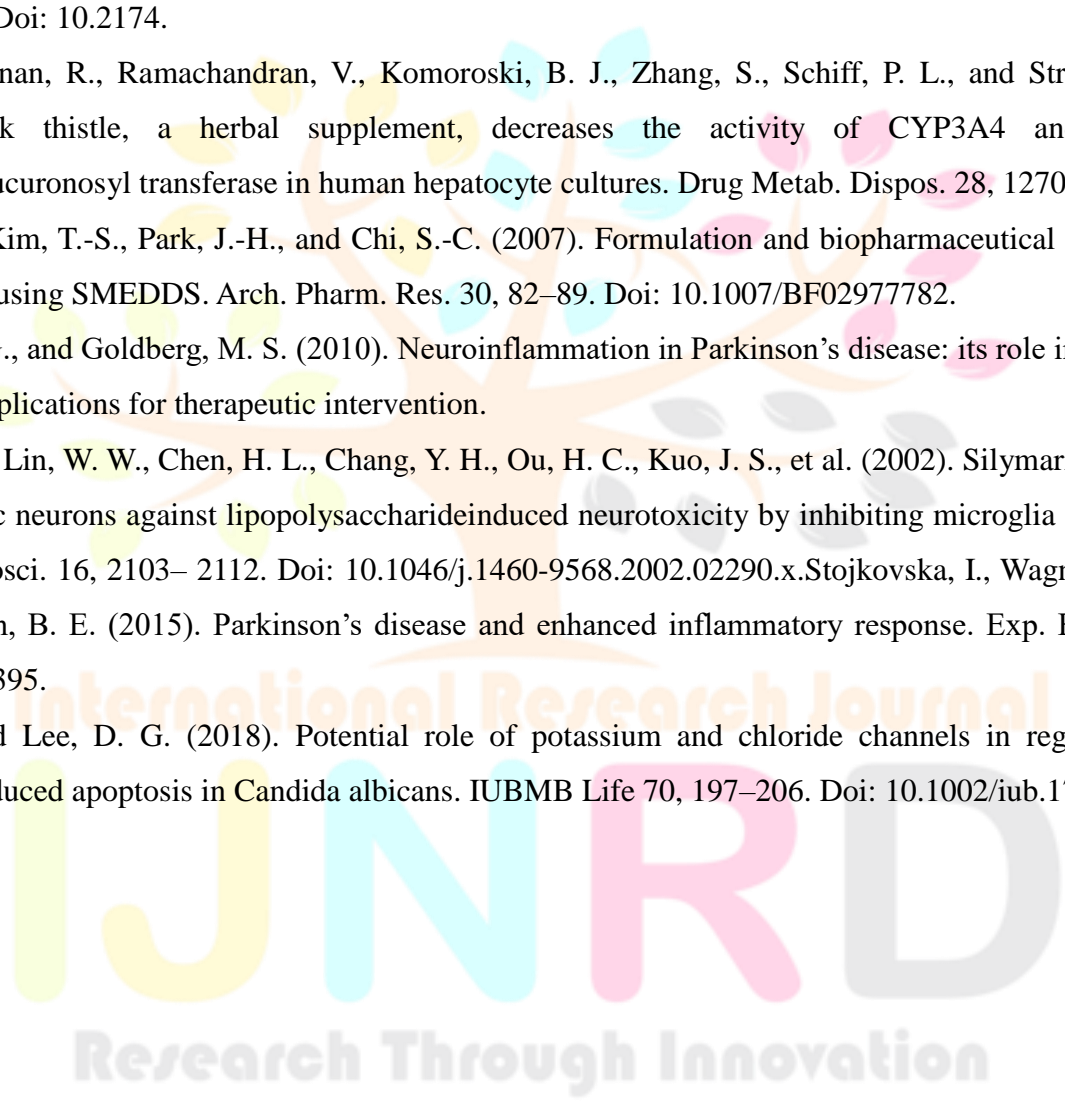 Doi: 10.2174.
nan, R., Ramachandran, V., Komoroski, B. J., Zhang, S., Schiff, P. L., and Str
k thistle, a herbal supplement, decreases the activity of CYP3A4 an
ucuronosyl transferase in human hepatocyte cultures. Drug Metab. Dispos. 28, 1270
Kim, T.-S., Park, J.-H., and Chi, S.-C. (2007). Formulation and biopharmaceutical
using SMEDDS. Arch. Pharm. Res. 30, 82–89. Doi: 10.1007/BF02977782.
., and Goldberg, M. S. (2010). Neuroinflammation in Parkinson’s disease: its role i
plications for therapeutic intervention.
Lin, W. W., Chen, H. L., Chang, Y. H., Ou, H. C., Kuo, J. S., et al. (2002). Silymari
c neurons against lipopolysaccharideinduced neurotoxicity by inhibiting microglia
osci. 16, 2103– 2112. Doi: 10.1046/j.1460-9568.2002.02290.x.Stojkovska, I., Wagn
n, B. E. (2015). Parkinson’s disease and enhanced inflammatory response. Exp. B
395.
International Research Journal
d Lee, D. G. (2018). Potential role of potassium and chloride channels in reg
duced apoptosis in Candida albicans. IUBMB Life 70, 197–206. Doi: 10.1002/iub.17
IJNRD
Research Through Innovation